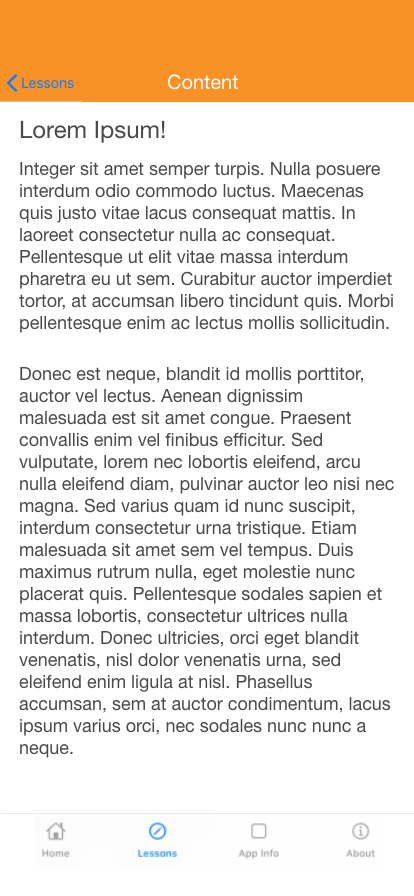 Lessons
Content
Lorem Ipsum!
Integer sit amet semper turpis. Nulla posuere
interdum odio commodo luctus. Maecenas
quis justo vitae lacus consequat mattis. In
laoreet consectetur nulla ac consequat.
Pellentesque ut elit vitae massa interdum
pharetra eu ut sem. Curabitur auctor imperdiet
tortor, at accumsan libero tincidunt quis. Morbi
pellentesque enim ac lectus mollis sollicitudin.
Donec est neque, blandit id mollis porttitor,
auctor vel lectus. Aenean dignissim
malesuada est sit amet congue. Praesent
convallis enim vel finibus efficitur. Sed
vulputate, lorem nec lobortis eleifend, arcu
nulla eleifend diam, pulvinar auctor leo nisi nec
magna. Sed varius quam id nunc suscipit,
interdum consectetur urna tristique. Etiam
malesuada sit amet sem vel tempus. Duis
maximus rutrum nulla, eget molestie nunc
placerat quis. Pellentesque sodales sapien et
massa lobortis, consectetur ultrices nulla
interdum. Donec ultricies, orci eget blandit
venenatis, nisl dolor venenatis urna, sed
eleifend enim ligula at nisl. Phasellus
accumsan, sem at auctor condimentum, lacus
ipsum varius orci, nec sodales nunc nunc a
neque.
Home
Lessons
App Info
About